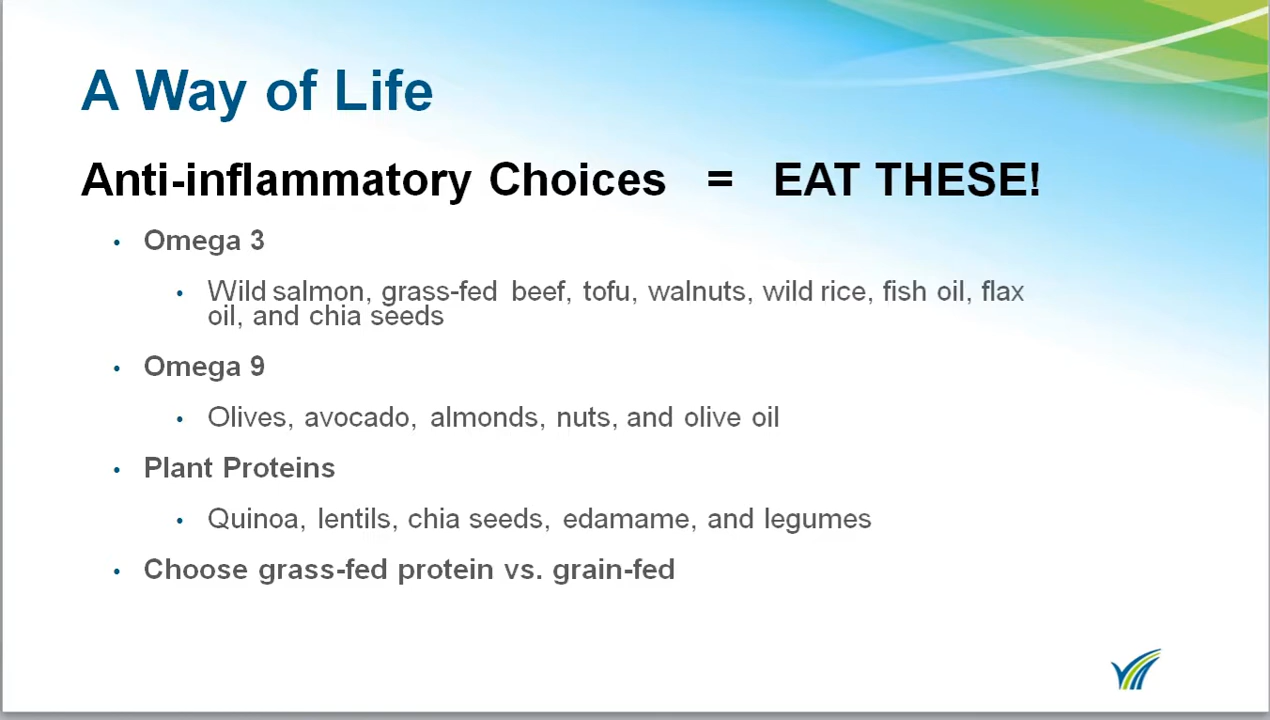 A Way of Life
Anti-inflammatory Choices = EAT THESE!
• Omega 3
• Wild salmon, grass-fed beef, tofu, walnuts, wild rice, fish oil, flax
oil, and chia seeds
• Omega 9
• Olives, avocado, almonds, nuts, and olive oil
• Plant Proteins
• Quinoa, lentils, chia seeds, edamame, and legumes
• Choose grass-fed protein vs. grain-fed